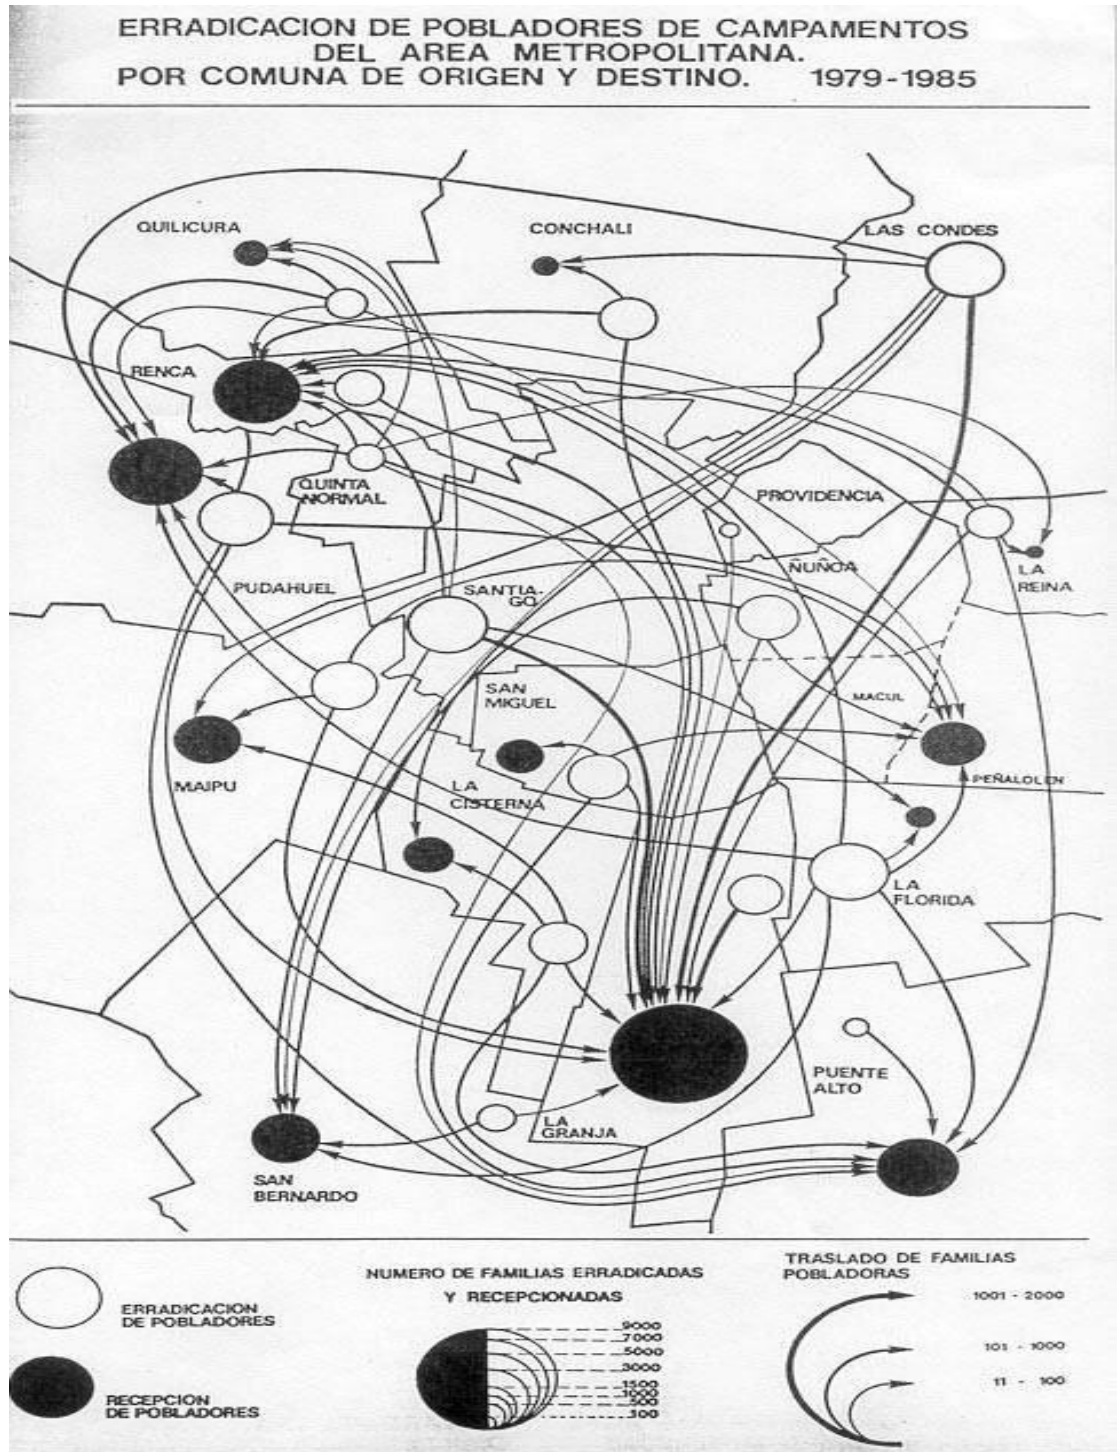 ERRADICACION DE POBLADORES DE CAMPAMENTOS
DEL AREA METROPOLITANA.
POR COMUNA DE ORIGEN Y DESTINO. 1979-1985
QUILICURA
CONCHALI
LAS CONDES
RENCA
QUINTA
NORMAL
PROVIDENCIA
ÑUÑOA
LA
REINA
PUDAHUEL
SANTIA-
GO
SAN
MIGUEL
MACUL
MAIPU
LA
CISTERNA
PEÑALOLEN
LA
FLORIDA
PUENTE
ALTO
LA
GRANJA
SAN
BERNARDO
ERRADICACION
DE POBLADORES
RECEPCION
DE POBLADORES
NUMERO DE FAMILIAS ERRADICADAS
Y RECEPCIONADAS
9000
7000
5000
3000
1500
1000
500
100
TRASLADO DE FAMILIAS
POBLADORAS
1001 - 2000
101 - 1000
11 - 100